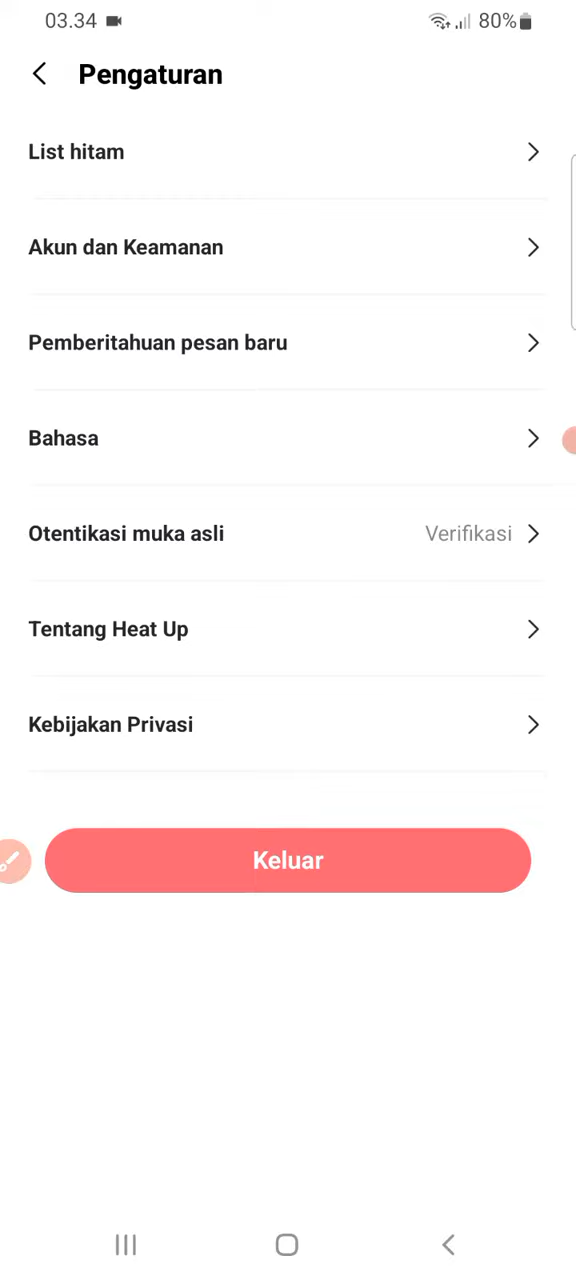 03.34
80%
Pengaturan
List hitam
Akun dan Keamanan
Pemberitahuan pesan baru
Bahasa
Otentikasi muka asli Verifikasi
Tentang Heat Up
Kebijakan Privasi
Keluar